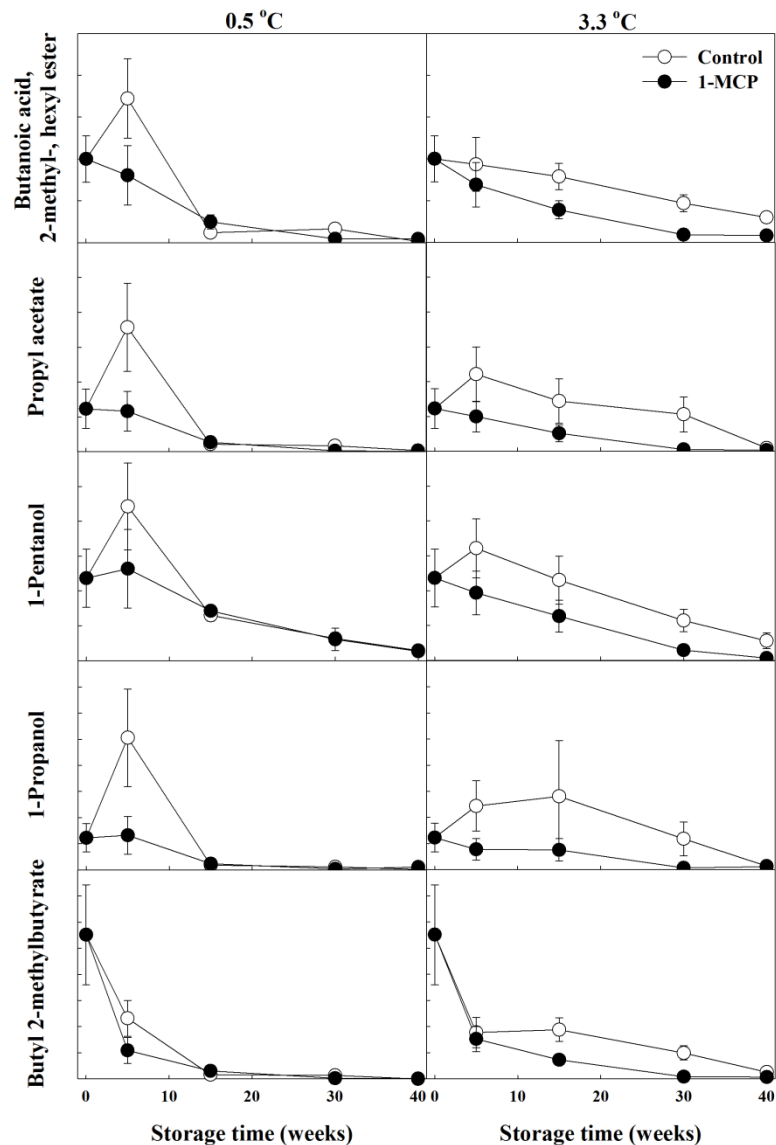 0.5 °C
3.3 °C
Control
1-MCP
Butanoic acid,
2-methyl-, hexyl ester
Propyl acetate
1-Pentanol
1-Propanol
Butyl 2-methylbutyrate
0 10 20 30 40
0 10 20 30 40
Storage time (weeks)
Storage time (weeks)